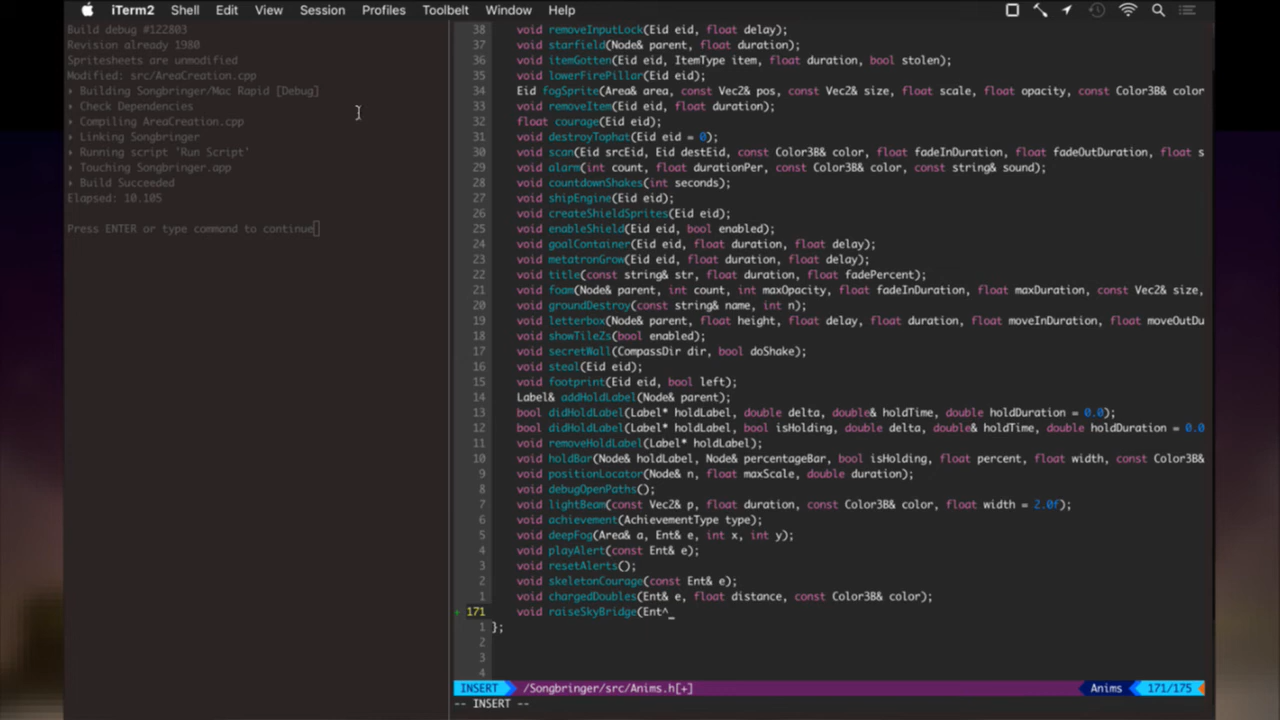 iTerm2 Shell Edit View Session Profiles Toolbelt Window Help
Build debug #122803
Revision already 1980
Spritesheets are unmodified
Modified: src/AreaCreation.cpp
Building Songbringer/Mac Rapid [Debug]
Check Dependencies
Compiling AreaCreation.cpp
Linking Songbringer
Running script 'Run Script'
Touching Songbringer.app
Build Succeeded
Elapsed: 10.105
Press ENTER or type command to continue
38 void removeInputLock(Eid eid, float delay);
37 void starfield(Node& parent, float duration);
36 void itemGotten(Eid eid, ItemType item, float duration, bool stolen);
35 void lowerFirePillar(Eid eid);
34 Eid fogSprite(Area& area, const Vec2& pos, const Vec2& size, float scale, float opacity, const Color3B& color
33 void removeItem(Eid eid, float duration);
32 float courage(Eid eid);
31 void destroyTophat(Eid eid = 0);
30 void scan(Eid srcEid, Eid destEid, const Color3B& color, float fadeInDuration, float fadeOutDuration, float s
29 void alarm(int count, float durationPer, const Color3B& color, const string& sound);
28 void countdownShakes(int seconds);
27 void shipEngine(Eid eid);
26 void createShieldSprites(Eid eid);
25 void enableShield(Eid eid, bool enabled);
24 void goalContainer(Eid eid, float duration, float delay);
23 void metatronGrow(Eid eid, float duration, float delay);
22 void title(const string& str, float duration, float fadePercent);
21 void foam(Node& parent, int count, int maxOpacity, float fadeInDuration, float maxDuration, const Vec2& size,
20 void groundDestroy(const string& name, int n);
19 void letterbox(Node& parent, float height, float delay, float duration, float moveInDuration, float moveOutDu
18 void showTileZs(bool enabled);
17 void secretWall(CompassDir dir, bool doShake);
16 void steal(Eid eid);
15 void footprint(Eid eid, bool left);
14 Label& addHoldLabel(Node& parent);
13 bool didHoldLabel(Label* holdLabel, double delta, double& holdTime, double holdDuration = 0.0);
12 bool didHoldLabel(Label* holdLabel, bool isHolding, double delta, double& holdTime, double holdDuration = 0.0
11 void removeHoldLabel(Label* holdLabel);
10 void holdBar(Node& holdLabel, Node& percentageBar, bool isHolding, float percent, float width, const Color3B&
9 void positionLocator(Node& n, float maxScale, double duration);
8 void debugOpenPaths();
7 void lightBeam(const Vec2& p, float duration, const Color3B& color, float width = 2.0f);
6 void achievement(AchievementType type);
5 void deepFog(Area& a, Ent& e, int x, int y);
4 void playAlert(const Ent& e);
3 void resetAlerts();
2 void skeletonCourage(const Ent& e);
1 void chargedDoubles(Ent& e, float distance, const Color3B& color);
+ 171 void raiseSkyBridge(Ent^_
1 };
2
3
4
INSERT /Songbringer/src/Anims.h[+] Anims 171/175
-- INSERT --